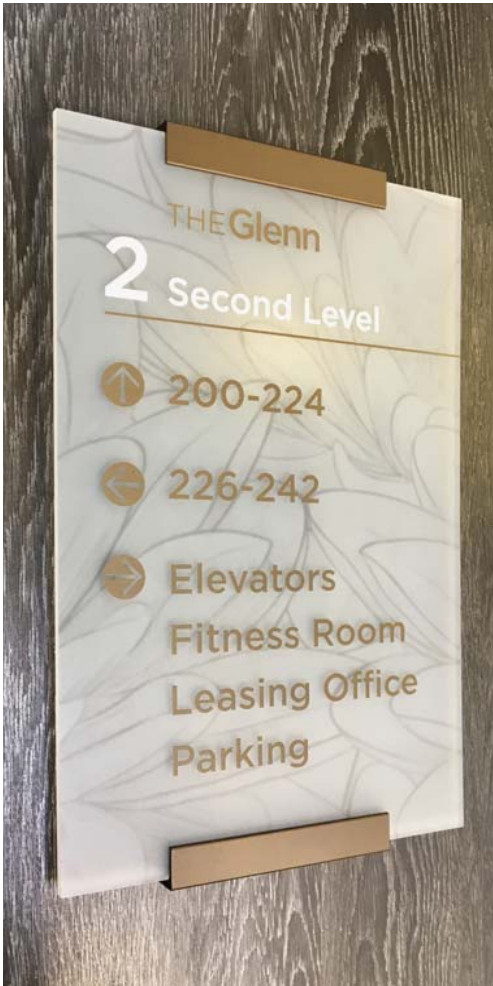 THE Glenn
2 Second Level
↑ 200-224
← 226-242
→ Elevators
Fitness Room
Leasing Office
Parking